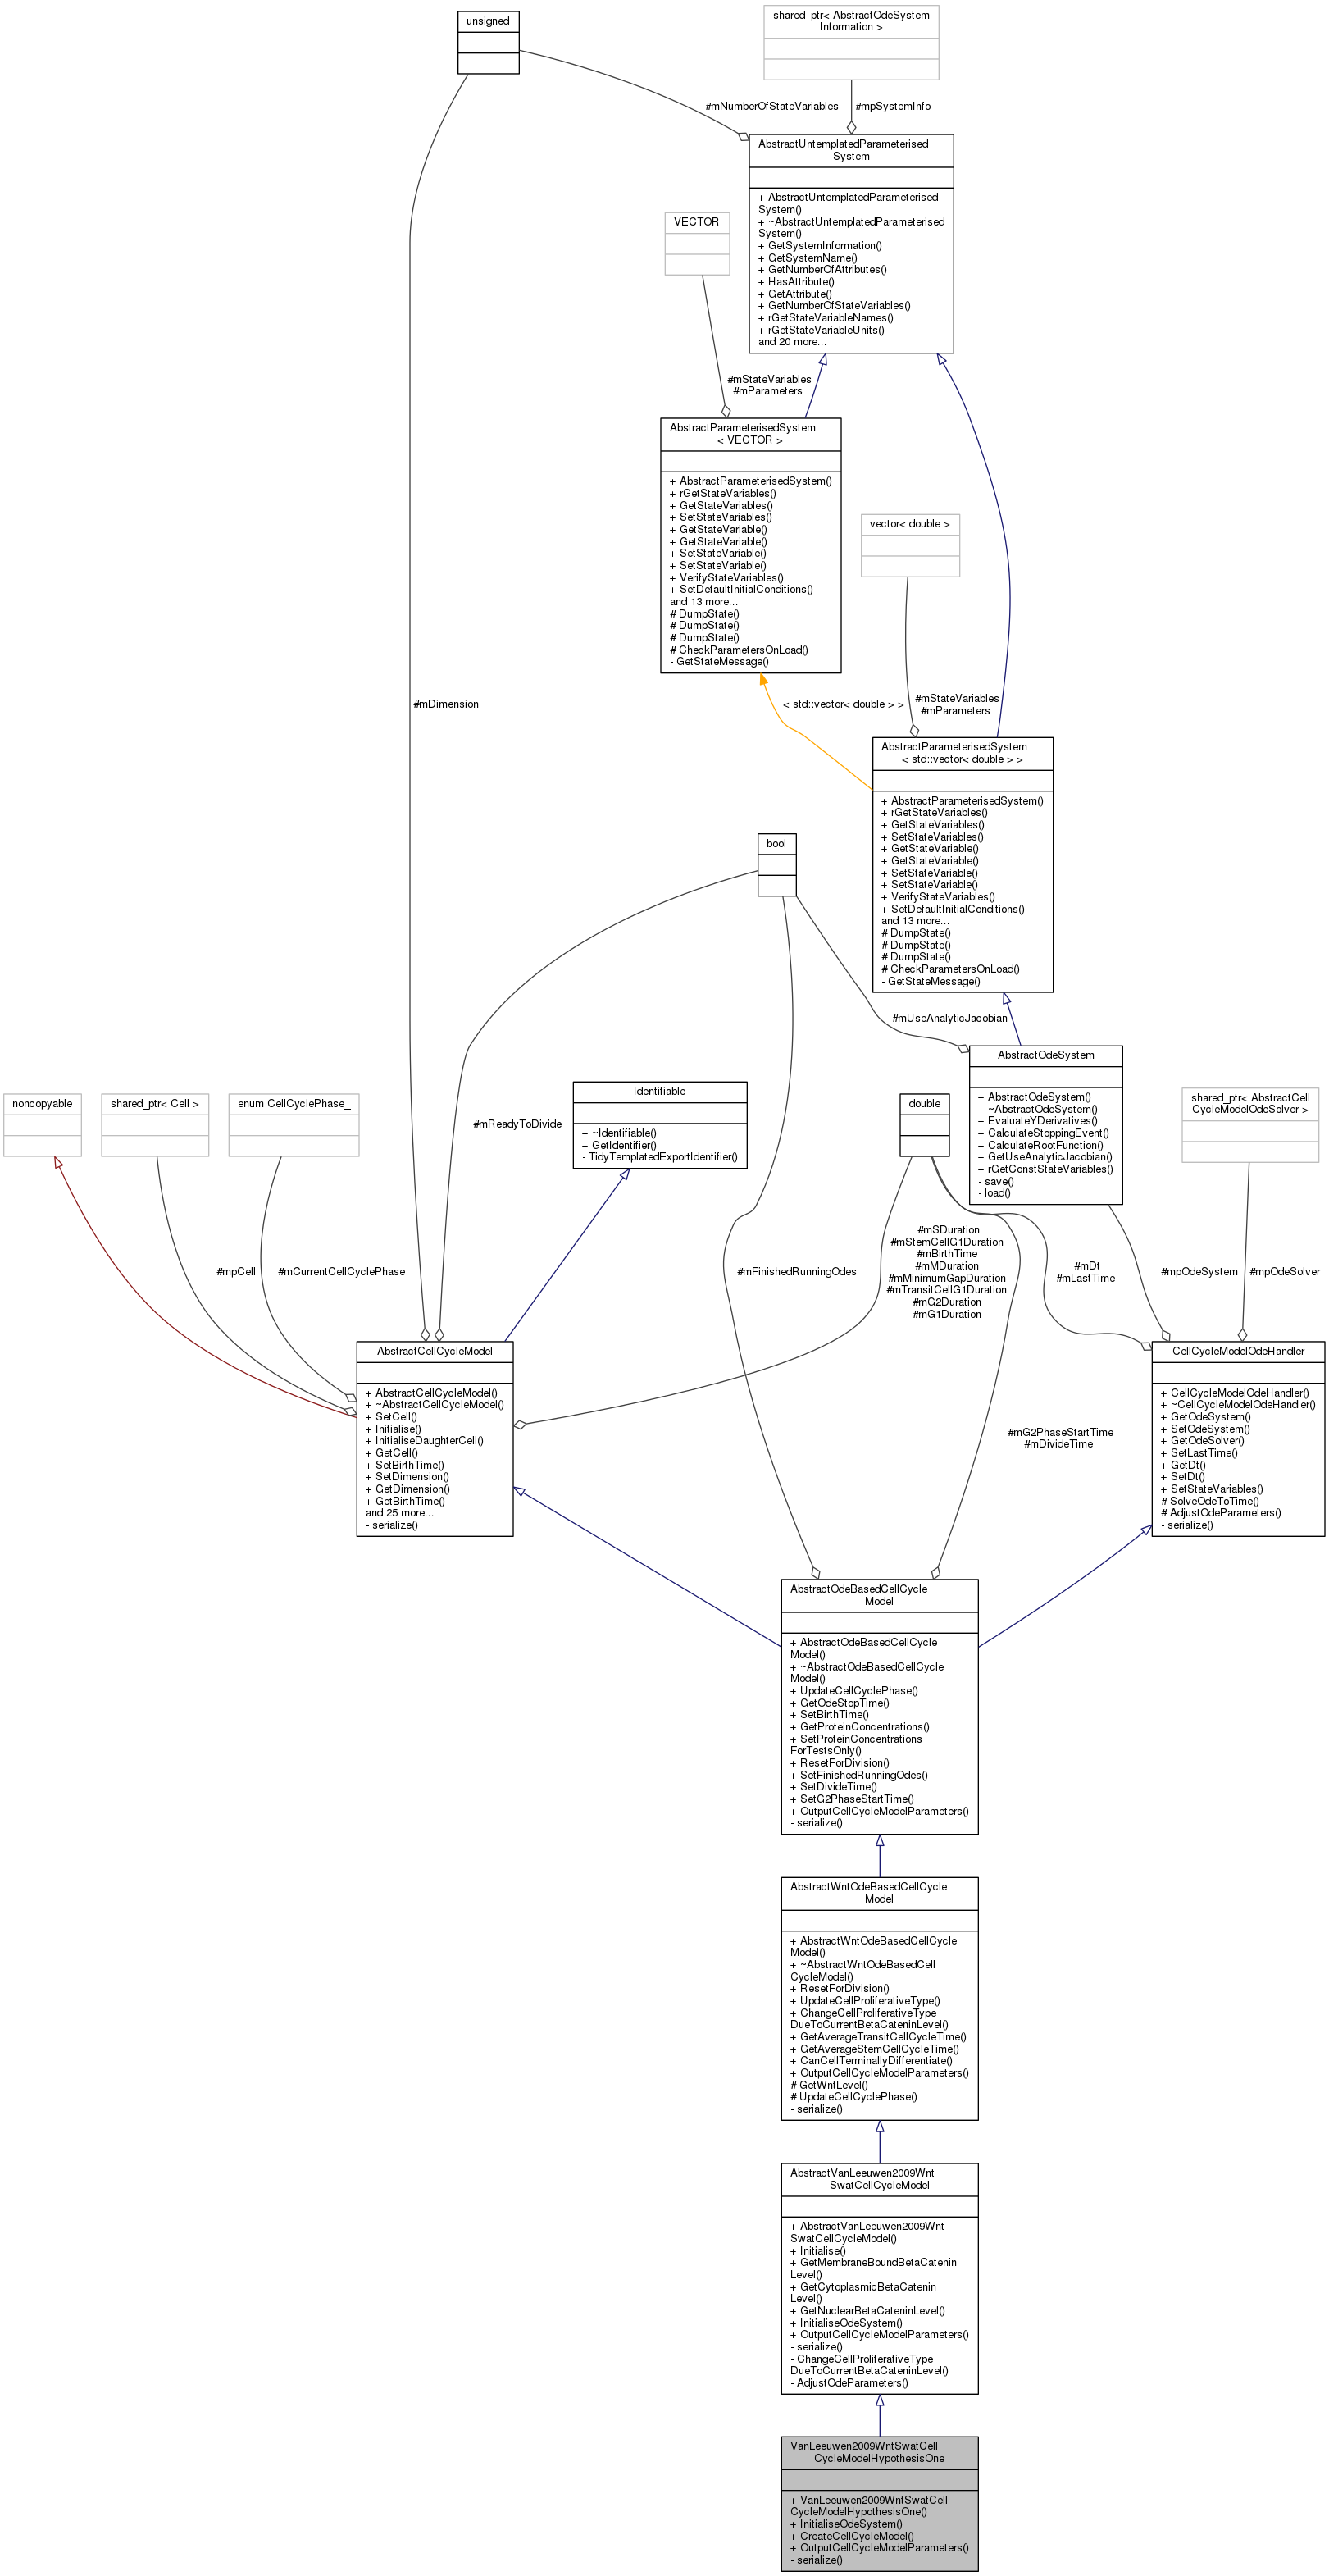 unsigned
shared_ptr< AbstractOdeSystem
Information >
#mNumberOfStateVariables
#mpSystemInfo
AbstractUntemplatedParameterised
System
+ AbstractUntemplatedParameterised
System()
+ ~AbstractUntemplatedParameterised
System()
+ GetSystemInformation()
+ GetSystemName()
+ GetNumberOfAttributes()
+ HasAttribute()
+ GetAttribute()
+ GetNumberOfStateVariables()
+ rGetStateVariableNames()
+ rGetStateVariableUnits()
and 20 more...
VECTOR
#mStateVariables
#mParameters
AbstractParameterisedSystem
< VECTOR >
+ AbstractParameterisedSystem()
+ rGetStateVariables()
+ GetStateVariables()
+ SetStateVariables()
+ GetStateVariable()
+ GetStateVariable()
+ SetStateVariable()
+ SetStateVariable()
+ VerifyStateVariables()
+ SetDefaultInitialConditions()
and 13 more...
# DumpState()
# DumpState()
# DumpState()
# CheckParametersOnLoad()
- GetStateMessage()
vector< double >
#mDimension
< std::vector< double > >
#mStateVariables
#mParameters
AbstractParameterisedSystem
< std::vector< double > >
+ AbstractParameterisedSystem()
+ rGetStateVariables()
+ GetStateVariables()
+ SetStateVariables()
+ GetStateVariable()
+ GetStateVariable()
+ SetStateVariable()
+ SetStateVariable()
+ VerifyStateVariables()
+ SetDefaultInitialConditions()
and 13 more...
# DumpState()
# DumpState()
# DumpState()
# CheckParametersOnLoad()
- GetStateMessage()
bool
#mUseAnalyticJacobian
AbstractOdeSystem
+ AbstractOdeSystem()
+ ~AbstractOdeSystem()
+ EvaluateYDerivatives()
+ CalculateStoppingEvent()
+ CalculateRootFunction()
+ GetUseAnalyticJacobian()
+ rGetConstStateVariables()
- save()
- load()
noncopyable
shared_ptr< Cell >
enum CellCyclePhase_
#mReadyToDivide
Identifiable
+ ~Identifiable()
+ GetIdentifier()
- TidyTemplatedExportIdentifier()
double
shared_ptr< AbstractCell
CycleModelOdeSolver >
#mpCell
#mCurrentCellCyclePhase
#mFinishedRunningOdes
#mSDuration
#mStemCellG1Duration
#mBirthTime
#mMDuration
#mMinimumGapDuration
#mTransitCellG1Duration
#mG2Duration
#mG1Duration
#mDt
#mLastTime
#mpOdeSystem
#mpOdeSolver
AbstractCellCycleModel
+ AbstractCellCycleModel()
+ ~AbstractCellCycleModel()
+ SetCell()
+ Initialise()
+ InitialiseDaughterCell()
+ GetCell()
+ SetBirthTime()
+ SetDimension()
+ GetDimension()
+ GetBirthTime()
and 25 more...
- serialize()
#mG2PhaseStartTime
#mDivideTime
CellCycleModelOdeHandler
+ CellCycleModelOdeHandler()
+ ~CellCycleModelOdeHandler()
+ GetOdeSystem()
+ SetOdeSystem()
+ GetOdeSolver()
+ SetLastTime()
+ GetDt()
+ SetDt()
+ SetStateVariables()
# SolveOdeToTime()
# AdjustOdeParameters()
- serialize()
AbstractOdeBasedCellCycle
Model
+ AbstractOdeBasedCellCycle
Model()
+ ~AbstractOdeBasedCellCycle
Model()
+ UpdateCellCyclePhase()
+ GetOdeStopTime()
+ SetBirthTime()
+ GetProteinConcentrations()
+ SetProteinConcentrations
ForTestsOnly()
+ ResetForDivision()
+ SetFinishedRunningOdes()
+ SetDivideTime()
+ SetG2PhaseStartTime()
+ OutputCellCycleModelParameters()
- serialize()
AbstractWntOdeBasedCellCycle
Model
+ AbstractWntOdeBasedCellCycle
Model()
+ ~AbstractWntOdeBasedCell
CycleModel()
+ ResetForDivision()
+ UpdateCellProliferativeType()
+ ChangeCellProliferativeType
DueToCurrentBetaCateninLevel()
+ GetAverageTransitCellCycleTime()
+ GetAverageStemCellCycleTime()
+ CanCellTerminallyDifferentiate()
+ OutputCellCycleModelParameters()
# GetWntLevel()
# UpdateCellCyclePhase()
- serialize()
AbstractVanLeeuwen2009Wnt
SwatCellCycleModel
+ AbstractVanLeeuwen2009Wnt
SwatCellCycleModel()
+ Initialise()
+ GetMembraneBoundBetaCatenin
Level()
+ GetCytoplasmicBetaCatenin
Level()
+ GetNuclearBetaCateninLevel()
+ InitialiseOdeSystem()
+ OutputCellCycleModelParameters()
- serialize()
- ChangeCellProliferativeType
DueToCurrentBetaCateninLevel()
- AdjustOdeParameters()
VanLeeuwen2009WntSwatCell
CycleModelHypothesisOne
+ VanLeeuwen2009WntSwatCell
CycleModelHypothesisOne()
+ InitialiseOdeSystem()
+ CreateCellCycleModel()
+ OutputCellCycleModelParameters()
- serialize()